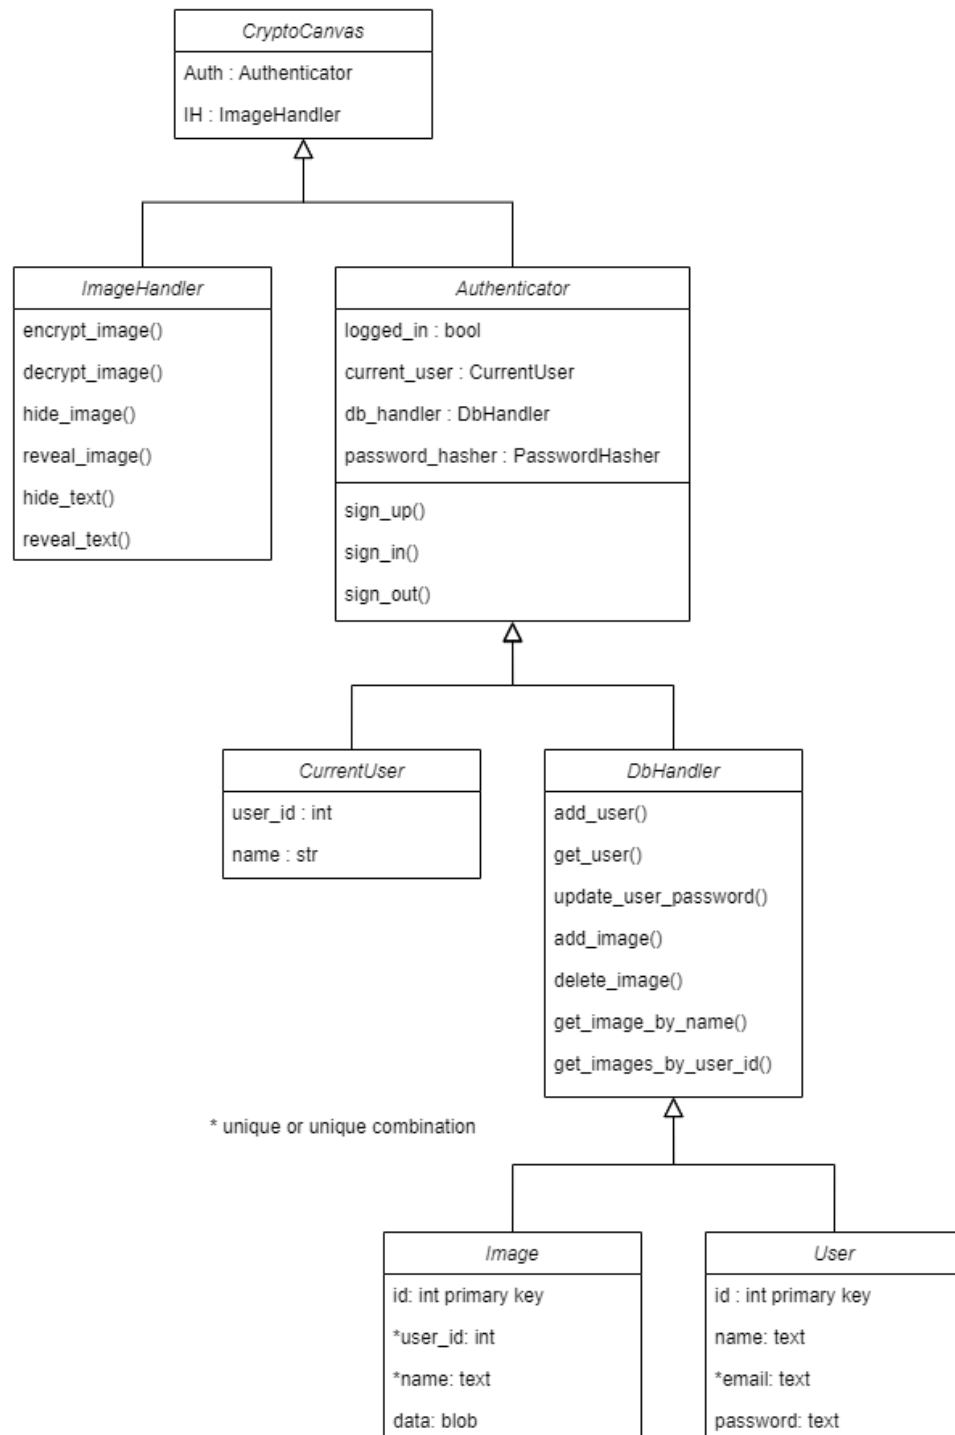 CryptoCanvas
Auth : Authenticator
IH : ImageHandler
ImageHandler
encrypt_image()
decrypt_image()
hide_image()
reveal_image()
hide_text()
reveal_text()
Authenticator
logged_in : bool
current_user : CurrentUser
db_handler : DbHandler
password_hasher : PasswordHasher
sign_up()
sign_in()
sign_out()
CurrentUser
user_id : int
name : str
DbHandler
add_user()
get_user()
update_user_password()
add_image()
delete_image()
get_image_by_name()
get_images_by_user_id()
* unique or unique combination
Image
id: int primary key
*user_id: int
*name: text
data: blob
User
id : int primary key
name: text
*email: text
password: text